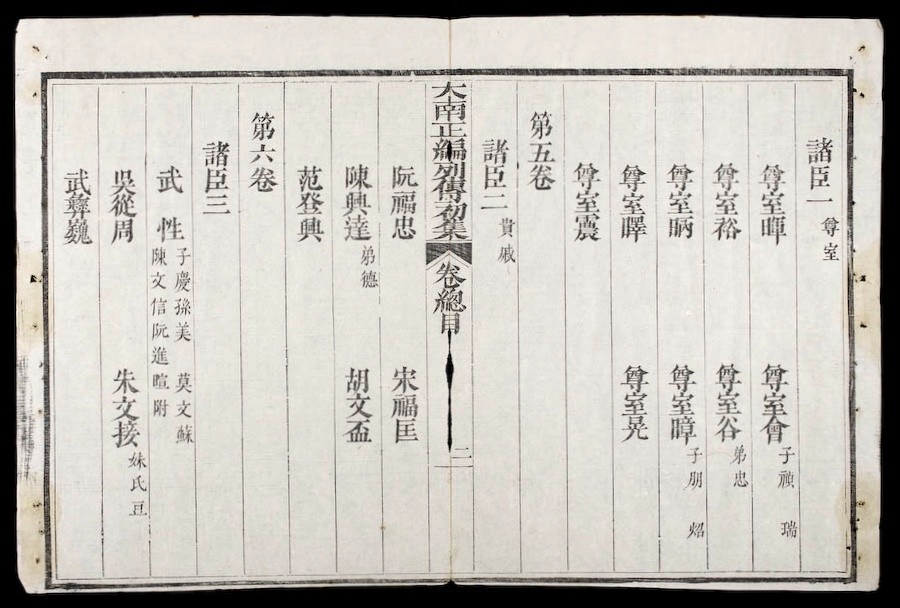 諸臣一 尊室
尊室暉 尊室會 子禎 瑞
尊室裕 尊室谷 弟忠
尊室昞 尊室暲 子朋 炤
尊室曎 尊室晃
尊室震
第五卷
諸臣二 貴戚
大南正編列傳初集 卷總目 二
阮福忠 宋福匡
陳興達 弟德 胡文盃
范登興
第六卷
諸臣三
武性 子慶孫美 莫文蘇 陳文信阮進暄附
吳從周 朱文接 妹氏豆
武彝巍